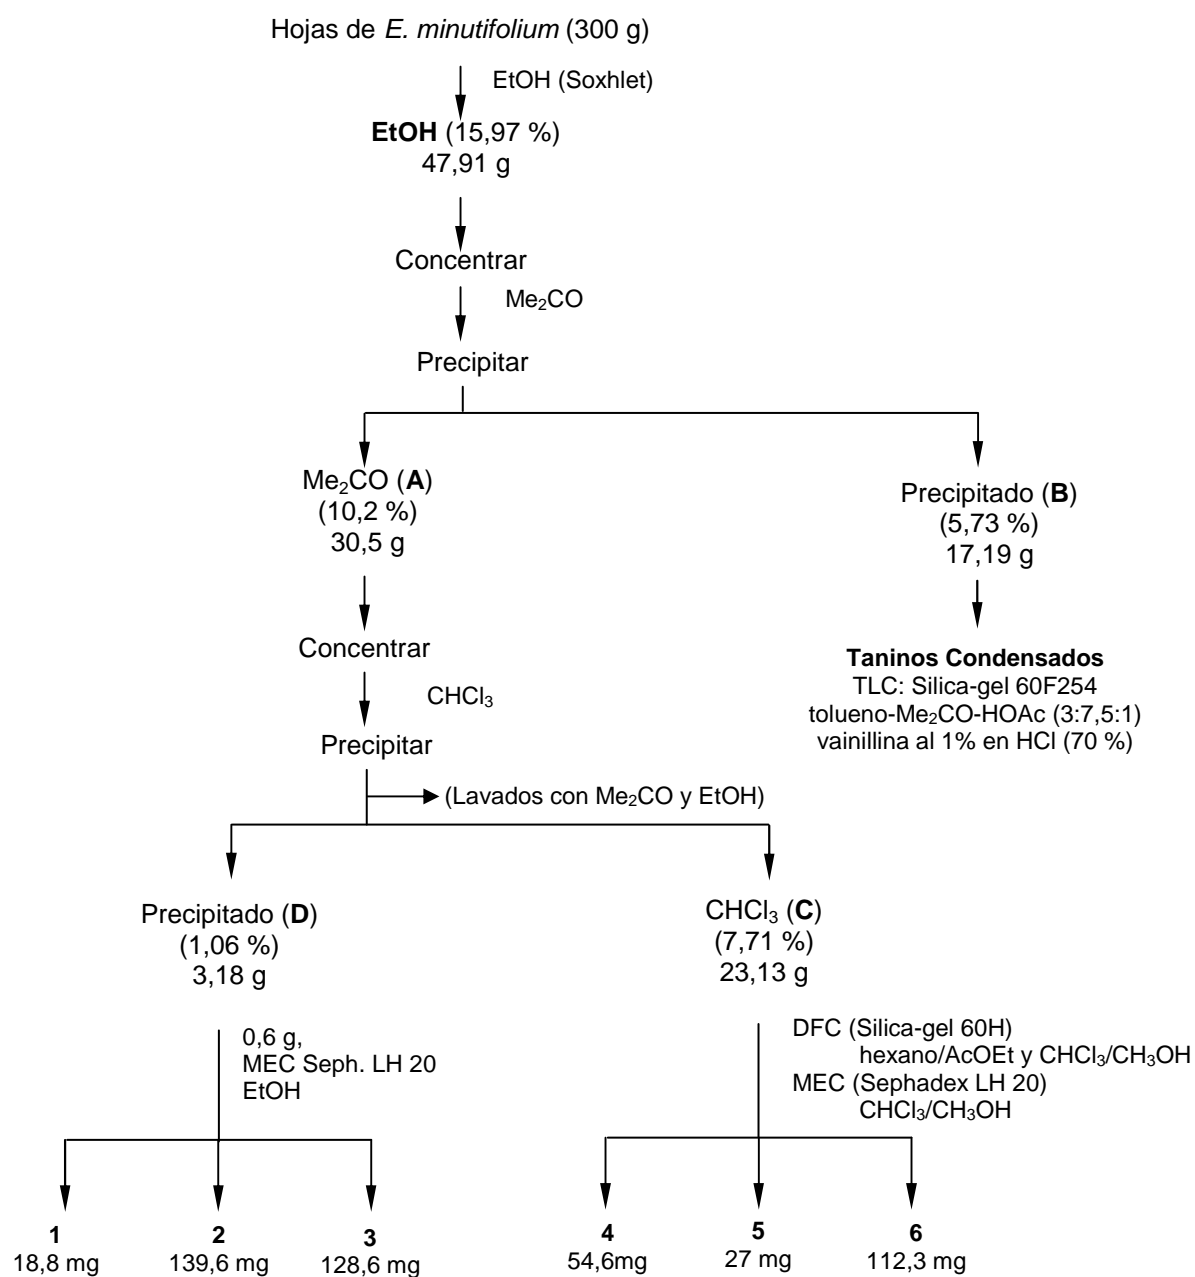 Hojas de E. minutifolium (300 g)
EtOH (Soxhlet)
EtOH (15,97 %)
47,91 g
Concentrar
Me₂CO
Precipitar
Me₂CO (A)
(10,2 %)
30,5 g
Precipitado (B)
(5,73 %)
17,19 g
Concentrar
CHCl₃
Precipitar
Taninos Condensados
TLC: Silica-gel 60F254
tolueno-Me₂CO-HOAc (3:7,5:1)
vainillina al 1% en HCl (70 %)
(Lavados con Me₂CO y EtOH)
Precipitado (D)
(1,06 %)
3,18 g
CHCl₃ (C)
(7,71 %)
23,13 g
0,6 g,
MEC Seph. LH 20
EtOH
DFC (Silica-gel 60H)
hexano/AcOEt y CHCl₃/CH₃OH
MEC (Sephadex LH 20)
CHCl₃/CH₃OH
1
18,8 mg
2
139,6 mg
3
128,6 mg
4
54,6mg
5
27 mg
6
112,3 mg